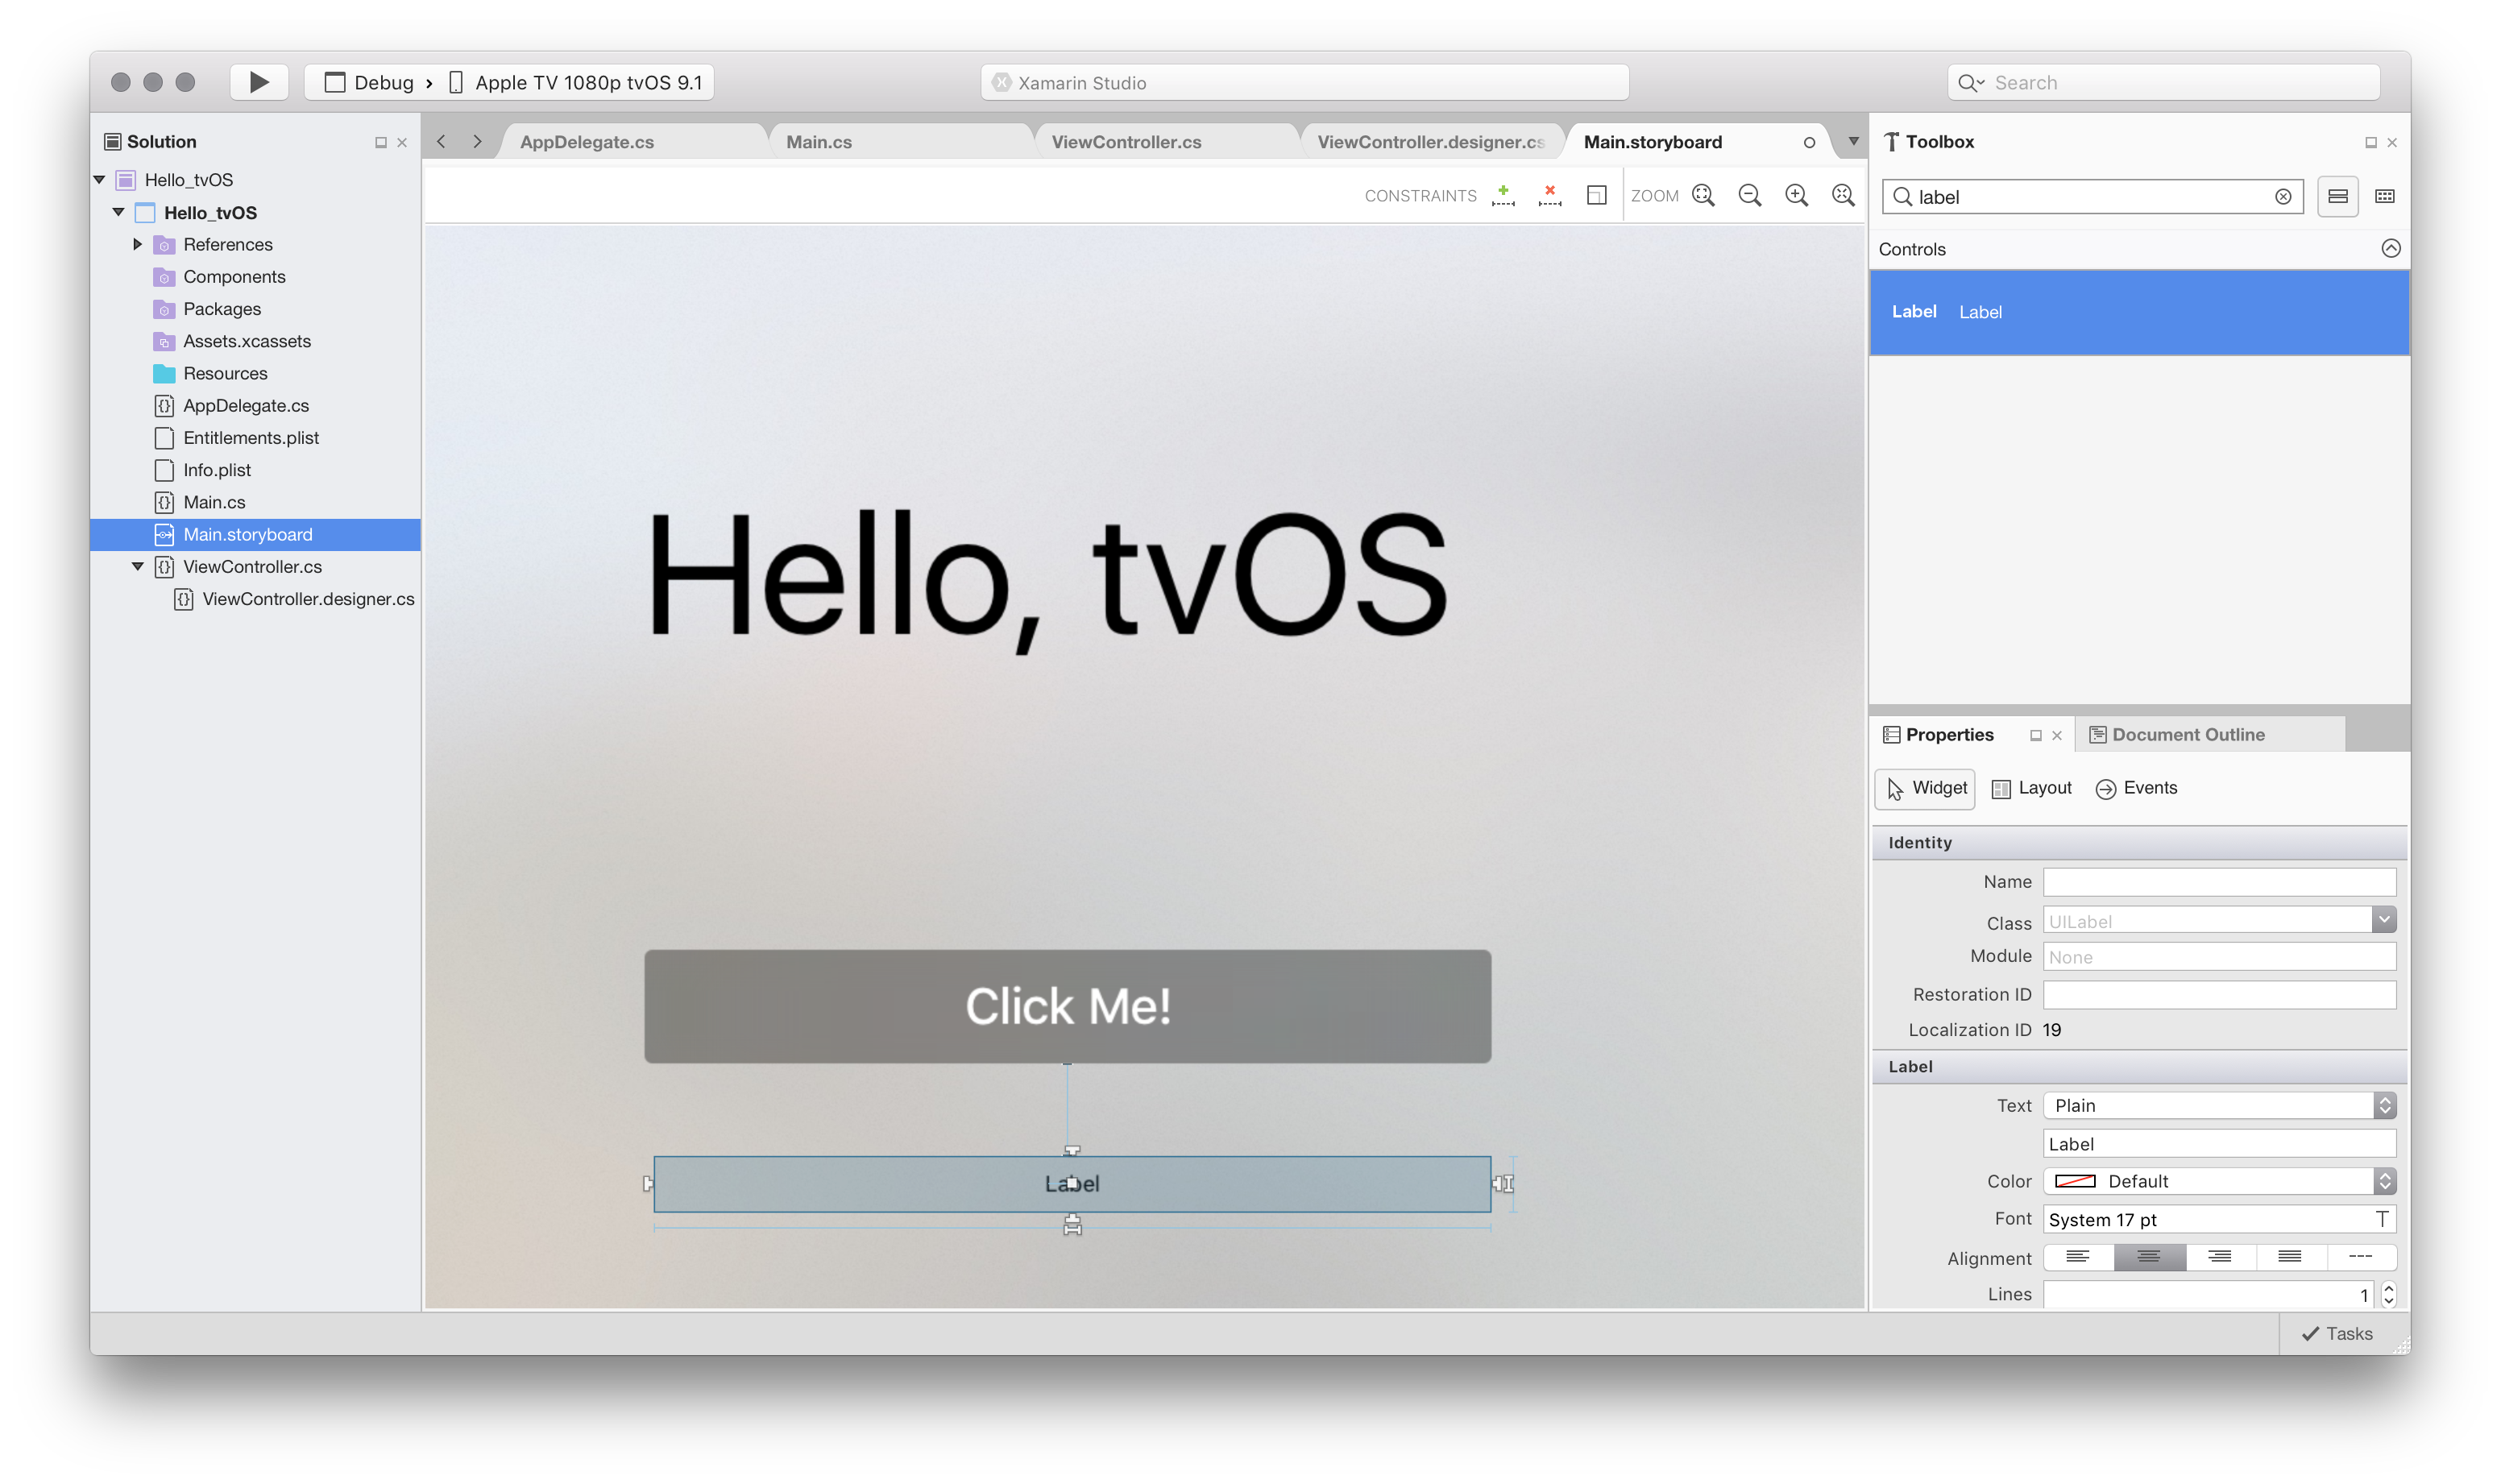 Debug › Apple TV 1080p tvOS 9.1
Xamarin Studio
Search
Solution
Hello_tvOS
Hello_tvOS
References
Components
Packages
Assets.xcassets
Resources
AppDelegate.cs
Entitlements.plist
Info.plist
Main.cs
Main.storyboard
ViewController.cs
ViewController.designer.cs
AppDelegate.cs
Main.cs
ViewController.cs
ViewController.designer.cs
Main.storyboard
CONSTRAINTS
ZOOM
Hello, tvOS
Click Me!
Label
Toolbox
label
Controls
Label Label
Properties
Document Outline
Widget
Layout
Events
Identity
Name
Class UILabel
Module None
Restoration ID
Localization ID 19
Label
Text Plain
Label
Color Default
Font System 17 pt T
Alignment
Lines 1
Tasks